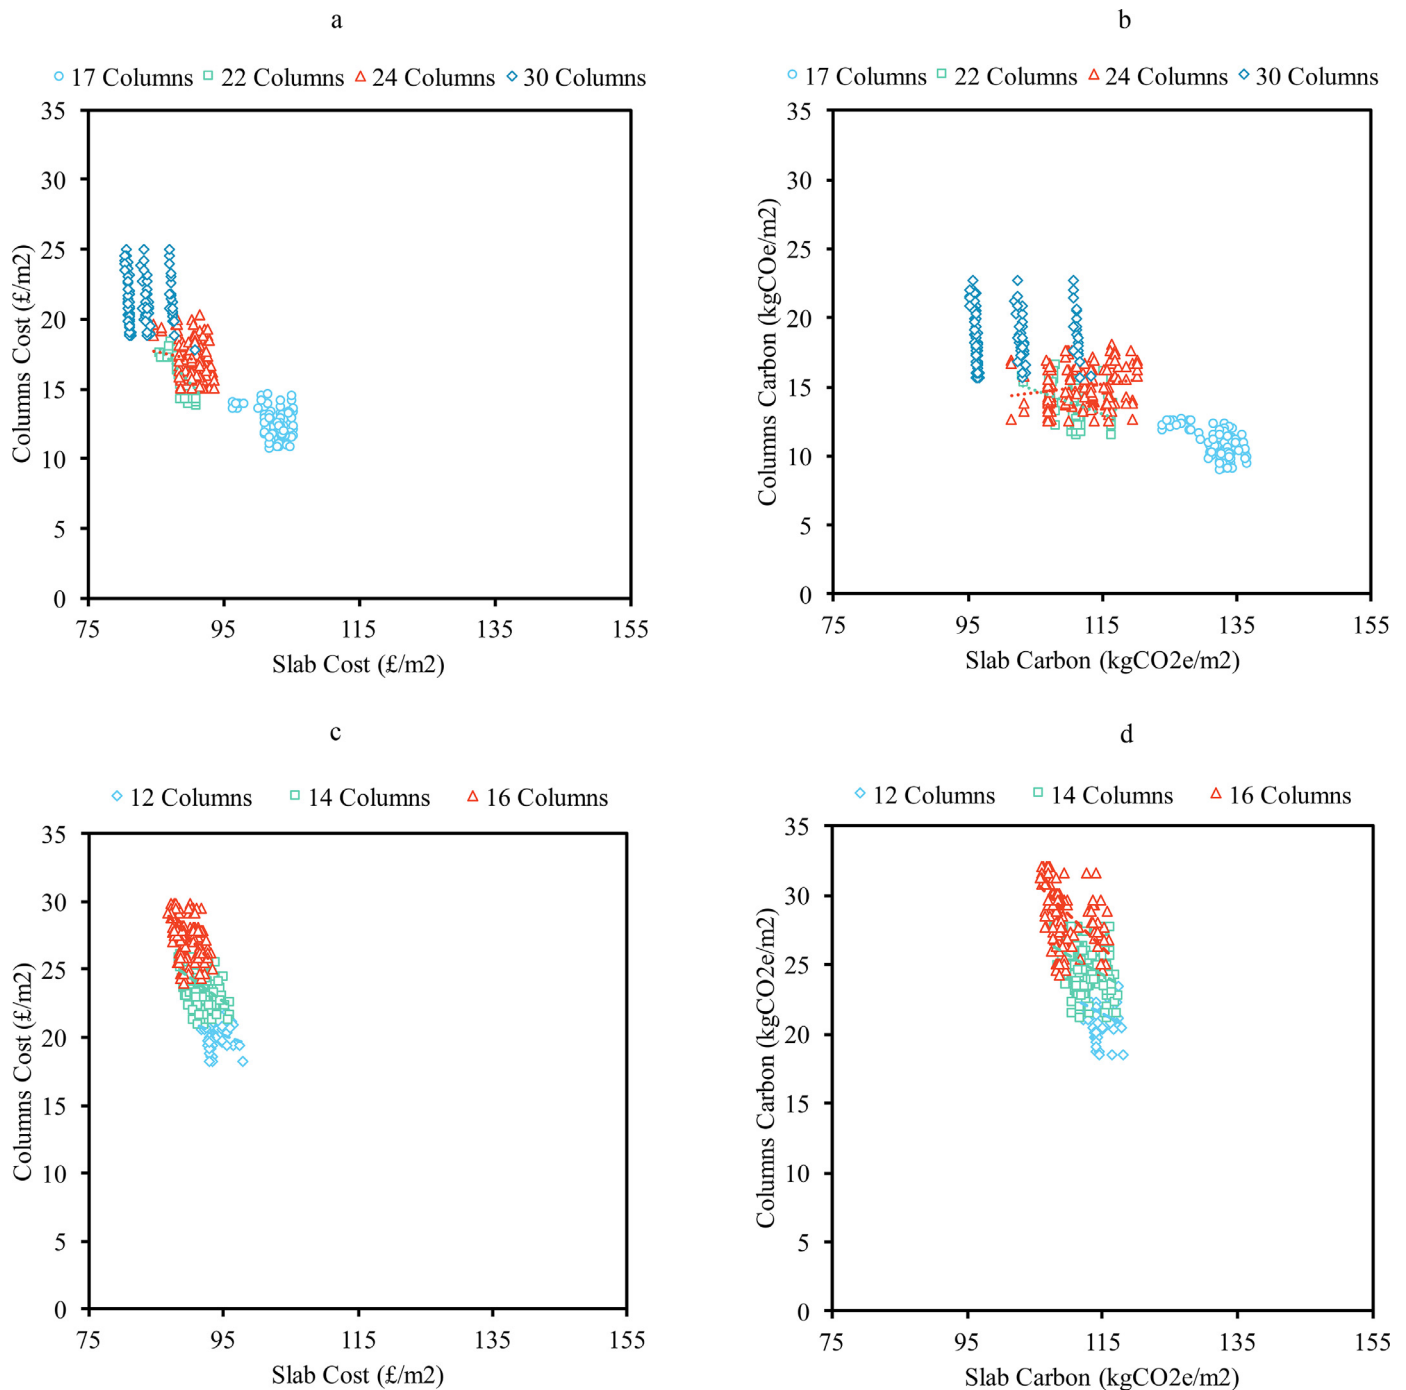 a
17 Columns 22 Columns 24 Columns 30 Columns
35
30
25
20
15
10
5
0
Columns Cost (£/m2)
75 95 115 135 155
Slab Cost (£/m2)
b
17 Columns 22 Columns 24 Columns 30 Columns
35
30
25
20
15
10
5
0
Columns Carbon (kgCOe/m2)
75 95 115 135 155
Slab Carbon (kgCO2e/m2)
c
12 Columns 14 Columns 16 Columns
35
30
25
20
15
10
5
0
Columns Cost (£/m2)
75 95 115 135 155
Slab Cost (£/m2)
d
12 Columns 14 Columns 16 Columns
35
30
25
20
15
10
5
0
Columns Carbon (kgCO2e/m2)
75 95 115 135 155
Slab Carbon (kgCO2e/m2)